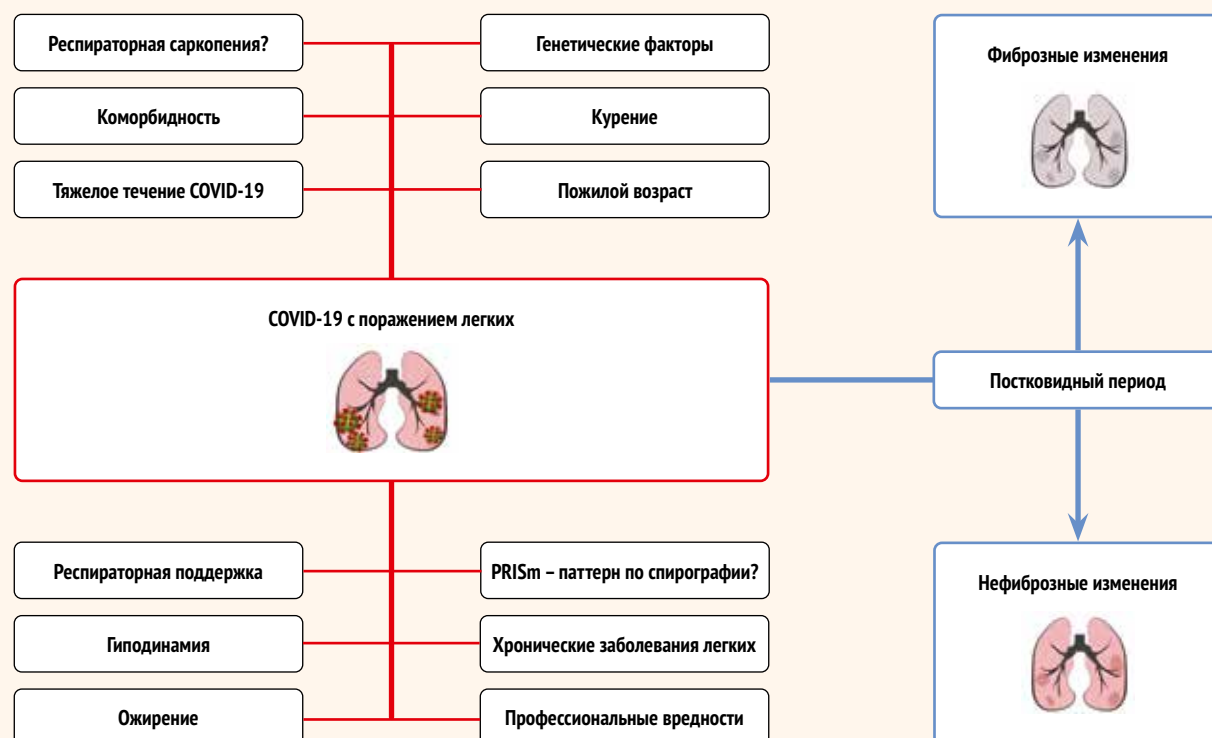 Респираторная саркопения?
Генетические факторы
Фиброзные изменения
Коморбидность
Курение
Тяжелое течение COVID-19
Пожилой возраст
COVID-19 с поражением легких
Постковидный период
Респираторная поддержка
PRISm – паттерн по спирографии?
Нефиброзные изменения
Гиподинамия
Хронические заболевания легких
Ожирение
Профессиональные вредности